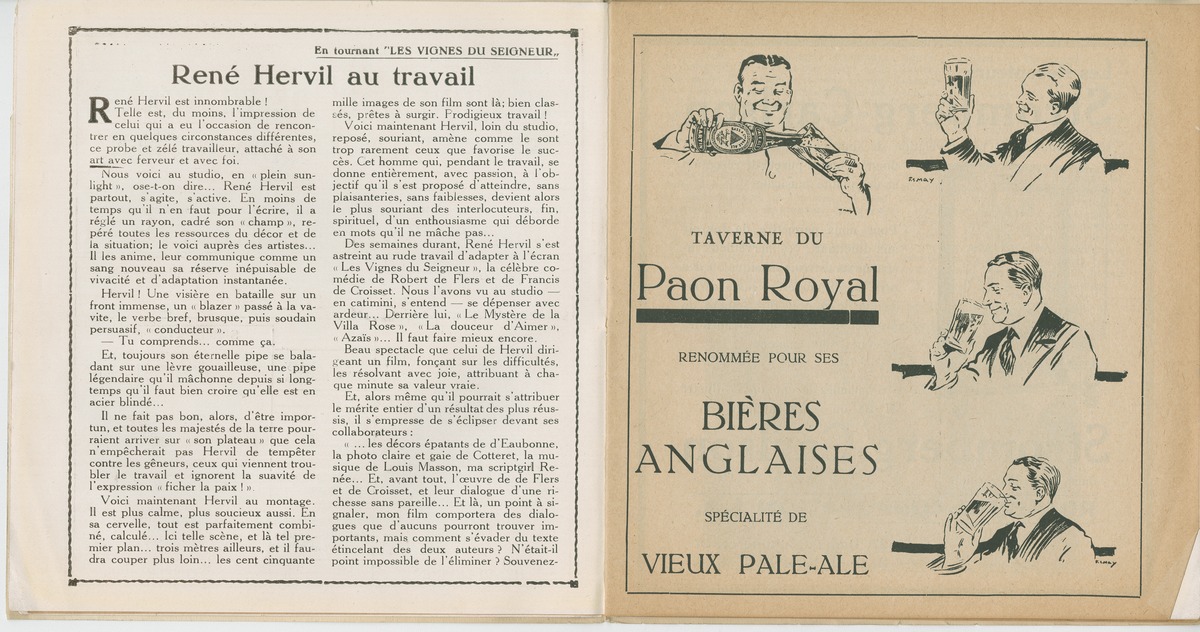 En tournant "LES VIGNES DU SEIGNEUR„
René Hervil au travail
René Hervil est innombrable !
Telle est, du moins, l'impression de
celui qui a eu l'occasion de rencon-
trer en quelques circonstances différentes,
ce probe et zélé travailleur, attaché à son
art avec ferveur et avec foi.
Nous voici au studio, en « plein sun-
light », ose-t-on dire... René Hervil est
partout, s'agite, s'active. En moins de
temps qu'il n'en faut pour l'écrire, il a
réglé un rayon, cadré son « champ », re-
péré toutes les ressources du décor et de
la situation; le voici auprès des artistes...
Il les anime, leur communique comme un
sang nouveau sa réserve inépuisable de
vivacité et d'adaptation instantanée.
Hervil ! Une visière en bataille sur un
front immense, un « blazer » passé à la va-
vite, le verbe bref, brusque, puis soudain
persuasif, « conducteur ».
— Tu comprends... comme ça.
Et, toujours son éternelle pipe se bala-
dant sur une lèvre gouailleuse, une pipe
légendaire qu'il mâchonne depuis si long-
temps qu'il faut bien croire qu'elle est en
acier blindé...
Il ne fait pas bon, alors, d'être impor-
tun, et toutes les majestés de la terre pour-
raient arriver sur « son plateau » que cela
n'empêcherait pas Hervil de tempêter
contre les gêneurs, ceux qui viennent trou-
bler le travail et ignorent la suavité de
l'expression « ficher la paix ! ».
Voici maintenant Hervil au montage.
Il est plus calme, plus soucieux aussi. En
sa cervelle, tout est parfaitement combi-
né, calculé... Ici telle scène, et là tel pre-
mier plan... trois mètres ailleurs, et il fau-
dra couper plus loin... les cent cinquante
mille images de son film sont là; bien clas-
sés, prêtes à surgir. Prodigieux travail !
Voici maintenant Hervil, loin du studio,
reposé, souriant, amène comme le sont
trop rarement ceux que favorise le suc-
cès. Cet homme qui, pendant le travail, se
donne entièrement, avec passion, à l'ob-
jectif qu'il s'est proposé d'atteindre, sans
plaisanteries, sans faiblesses, devient alors
le plus souriant des interlocuteurs, fin,
spirituel, d'un enthousiasme qui déborde
en mots qu'il ne mâche pas...
Des semaines durant, René Hervil s'est
astreint au rude travail d'adapter à l'écran
« Les Vignes du Seigneur », la célèbre co-
médie de Robert de Flers et de Francis
de Croisset. Nous l'avons vu au studio —
en catimini, s'entend — se dépenser avec
ardeur... Derrière lui, « Le Mystère de la
Villa Rose », « La douceur d'Aimer »,
« Azaïs »... Il faut faire mieux encore.
Beau spectacle que celui de Hervil diri-
geant un film, fonçant sur les difficultés,
les résolvant avec joie, attribuant à cha-
que minute sa valeur vraie.
Et, alors même qu'il pourrait s'attribuer
le mérite entier d'un résultat des plus réus-
sis, il s'empresse de s'éclipser devant ses
collaborateurs :
« ... les décors épatants de d'Eaubonne,
la photo claire et gaie de Cotteret, la mu-
sique de Louis Masson, ma scriptgirl Re-
née... Et, avant tout, l'œuvre de de Flers
et de Croisset, et leur dialogue d'une ri-
chesse sans pareille... Et là, un point à si-
gnaler, mon film comportera des dialo-
gues que d'aucuns pourront trouver im-
portants, mais comment s'évader du texte
étincelant des deux auteurs ? N'était-il
point impossible de l'éliminer ? Souvenez-
TAVERNE DU
Paon Royal
RENOMMÉE POUR SES
BIÈRES
ANGLAISES
SPÉCIALITÉ DE
VIEUX PALE-ALE